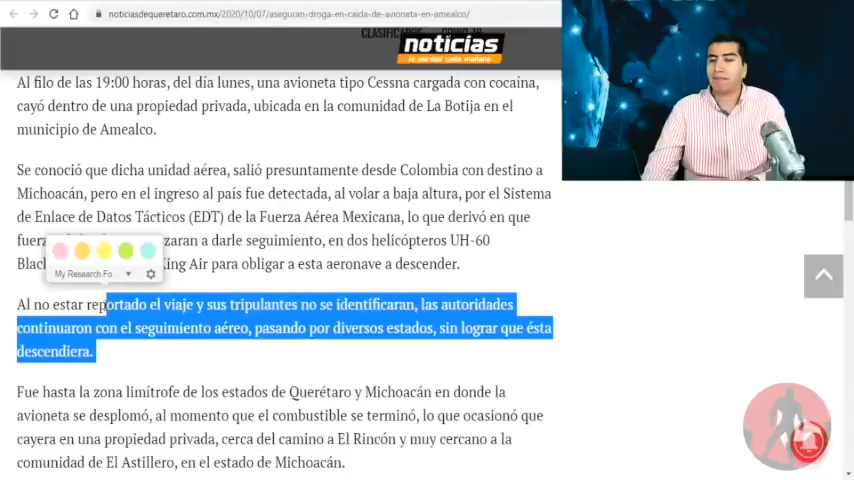 noticiasdequeretaro.com.mx/2020/10/07/aseguran-droga-en-caida-de-avioneta-en-amealco/
noticias
la verdad cada mañana
Al filo de las 19:00 horas, del día lunes, una avioneta tipo Cessna cargada con cocaína,
cayó dentro de una propiedad privada, ubicada en la comunidad de La Botija en el
municipio de Amealco.
Se conoció que dicha unidad aérea, salió presuntamente desde Colombia con destino a
Michoacán, pero en el ingreso al país fue detectada, al volar a baja altura, por el Sistema
de Enlace de Datos Tácticos (EDT) de la Fuerza Aérea Mexicana, lo que derivó en que
zaran a darle seguimiento, en dos helicópteros UH-60
King Air para obligar a esta aeronave a descender.
My Research Fo...
Al no estar reportado el viaje y sus tripulantes no se identificaran, las autoridades
continuaron con el seguimiento aéreo, pasando por diversos estados, sin lograr que ésta
descendiera.
Fue hasta la zona limítrofe de los estados de Querétaro y Michoacán en donde la
avioneta se desplomó, al momento que el combustible se terminó, lo que ocasionó que
cayera en una propiedad privada, cerca del camino a El Rincón y muy cercano a la
comunidad de El Astillero, en el estado de Michoacán.